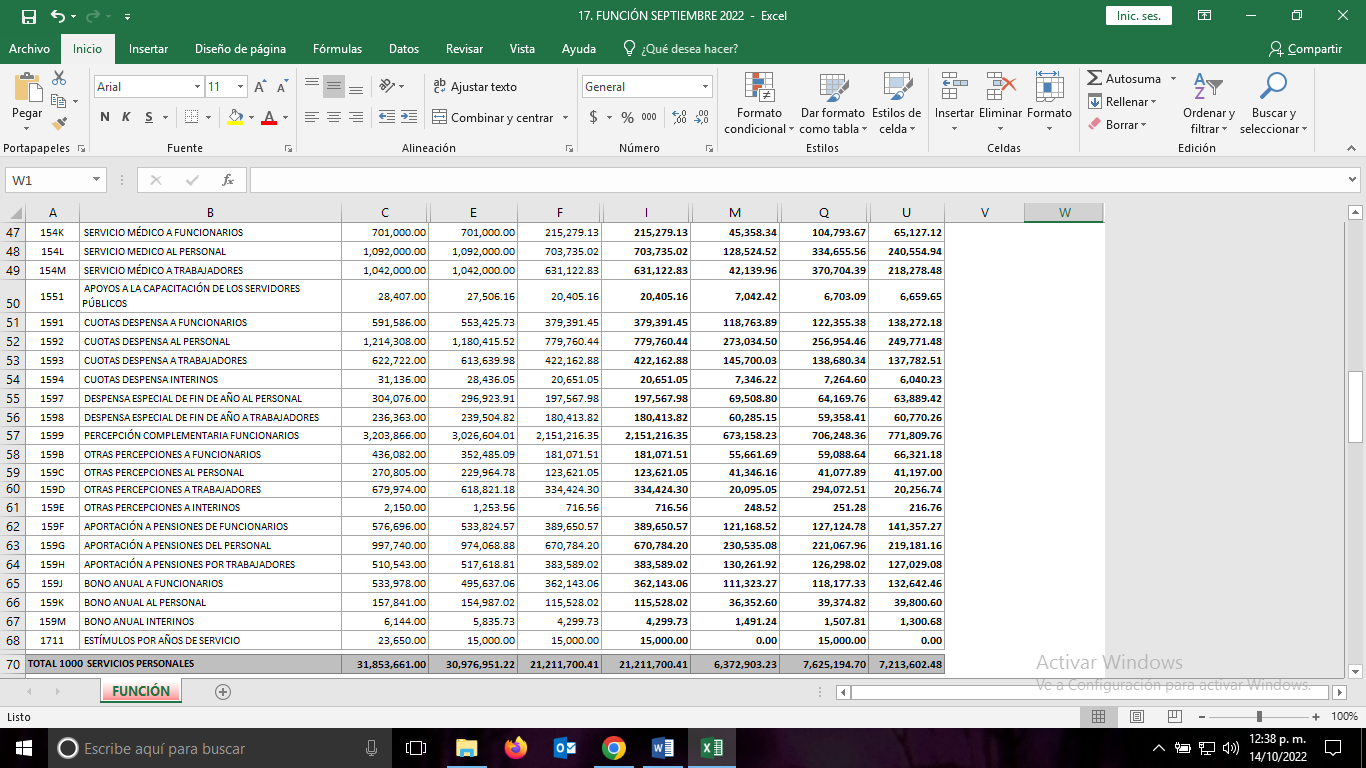 17. FUNCIÓN SEPTIEMBRE 2022 - Excel
Inic. ses.
Archivo Inicio Insertar Diseño de página Fórmulas Datos Revisar Vista Ayuda ¿Qué desea hacer? Compartir
Pegar
Arial 11
N K S
Ajustar texto
Combinar y centrar
General
$ % 000
Formato condicional
Dar formato como tabla
Estilos de celda
Insertar Eliminar Formato
Autosuma
Rellenar
Borrar
Ordenar y filtrar
Buscar y seleccionar
Portapapeles Fuente Alineación Número Estilos Celdas Edición
W1 fx
A B C E F I M Q U V W
47 154K SERVICIO MÉDICO A FUNCIONARIOS 701,000.00 701,000.00 215,279.13 215,279.13 45,358.34 104,793.67 65,127.12
48 154L SERVICIO MEDICO AL PERSONAL 1,092,000.00 1,092,000.00 703,735.02 703,735.02 128,524.52 334,655.56 240,554.94
49 154M SERVICIO MÉDICO A TRABAJADORES 1,042,000.00 1,042,000.00 631,122.83 631,122.83 42,139.96 370,704.39 218,278.48
50 1551 APOYOS A LA CAPACITACIÓN DE LOS SERVIDORES PÚBLICOS 28,407.00 27,506.16 20,405.16 20,405.16 7,042.42 6,703.09 6,659.65
51 1591 CUOTAS DESPENSA A FUNCIONARIOS 591,586.00 553,425.73 379,391.45 379,391.45 118,763.89 122,355.38 138,272.18
52 1592 CUOTAS DESPENSA AL PERSONAL 1,214,308.00 1,180,415.52 779,760.44 779,760.44 273,034.50 256,954.46 249,771.48
53 1593 CUOTAS DESPENSA A TRABAJADORES 622,722.00 613,639.98 422,162.88 422,162.88 145,700.03 138,680.34 137,782.51
54 1594 CUOTAS DESPENSA INTERINOS 31,136.00 28,436.05 20,651.05 20,651.05 7,346.22 7,264.60 6,040.23
55 1597 DESPENSA ESPECIAL DE FIN DE AÑO AL PERSONAL 304,076.00 296,923.91 197,567.98 197,567.98 69,508.80 64,169.76 63,889.42
56 1598 DESPENSA ESPECIAL DE FIN DE AÑO A TRABAJADORES 236,363.00 239,504.82 180,413.82 180,413.82 60,285.15 59,358.41 60,770.26
57 1599 PERCEPCIÓN COMPLEMENTARIA FUNCIONARIOS 3,203,866.00 3,026,604.01 2,151,216.35 2,151,216.35 673,158.23 706,248.36 771,809.76
58 159B OTRAS PERCEPCIONES A FUNCIONARIOS 436,082.00 352,485.09 181,071.51 181,071.51 55,661.69 59,088.64 66,321.18
59 159C OTRAS PERCEPCIONES AL PERSONAL 270,805.00 229,964.78 123,621.05 123,621.05 41,346.16 41,077.89 41,197.00
60 159D OTRAS PERCEPCIONES A TRABAJADORES 679,974.00 618,821.18 334,424.30 334,424.30 20,095.05 294,072.51 20,256.74
61 159E OTRAS PERCEPCIONES A INTERINOS 2,150.00 1,253.56 716.56 716.56 248.52 251.28 216.76
62 159F APORTACIÓN A PENSIONES DE FUNCIONARIOS 576,696.00 533,824.57 389,650.57 389,650.57 121,168.52 127,124.78 141,357.27
63 159G APORTACIÓN A PENSIONES DEL PERSONAL 997,740.00 974,068.88 670,784.20 670,784.20 230,535.08 221,067.96 219,181.16
64 159H APORTACIÓN A PENSIONES POR TRABAJADORES 510,543.00 517,618.81 383,589.02 383,589.02 130,261.92 126,298.02 127,029.08
65 159J BONO ANUAL A FUNCIONARIOS 533,978.00 495,637.06 362,143.06 362,143.06 111,323.27 118,177.33 132,642.46
66 159K BONO ANUAL AL PERSONAL 157,841.00 154,987.02 115,528.02 115,528.02 36,352.60 39,374.82 39,800.60
67 159M BONO ANUAL INTERINOS 6,144.00 5,835.73 4,299.73 4,299.73 1,491.24 1,507.81 1,300.68
68 1711 ESTÍMULOS POR AÑOS DE SERVICIO 23,650.00 15,000.00 15,000.00 15,000.00 0.00 15,000.00 0.00
70 TOTAL 1000 SERVICIOS PERSONALES 31,853,661.00 30,976,951.22 21,211,700.41 21,211,700.41 6,372,903.23 7,625,194.70 7,213,602.48
Activar Windows
Ve a Configuración para activar Windows.
FUNCIÓN
Listo 100%
Escribe aquí para buscar
12:38 p. m.
14/10/2022